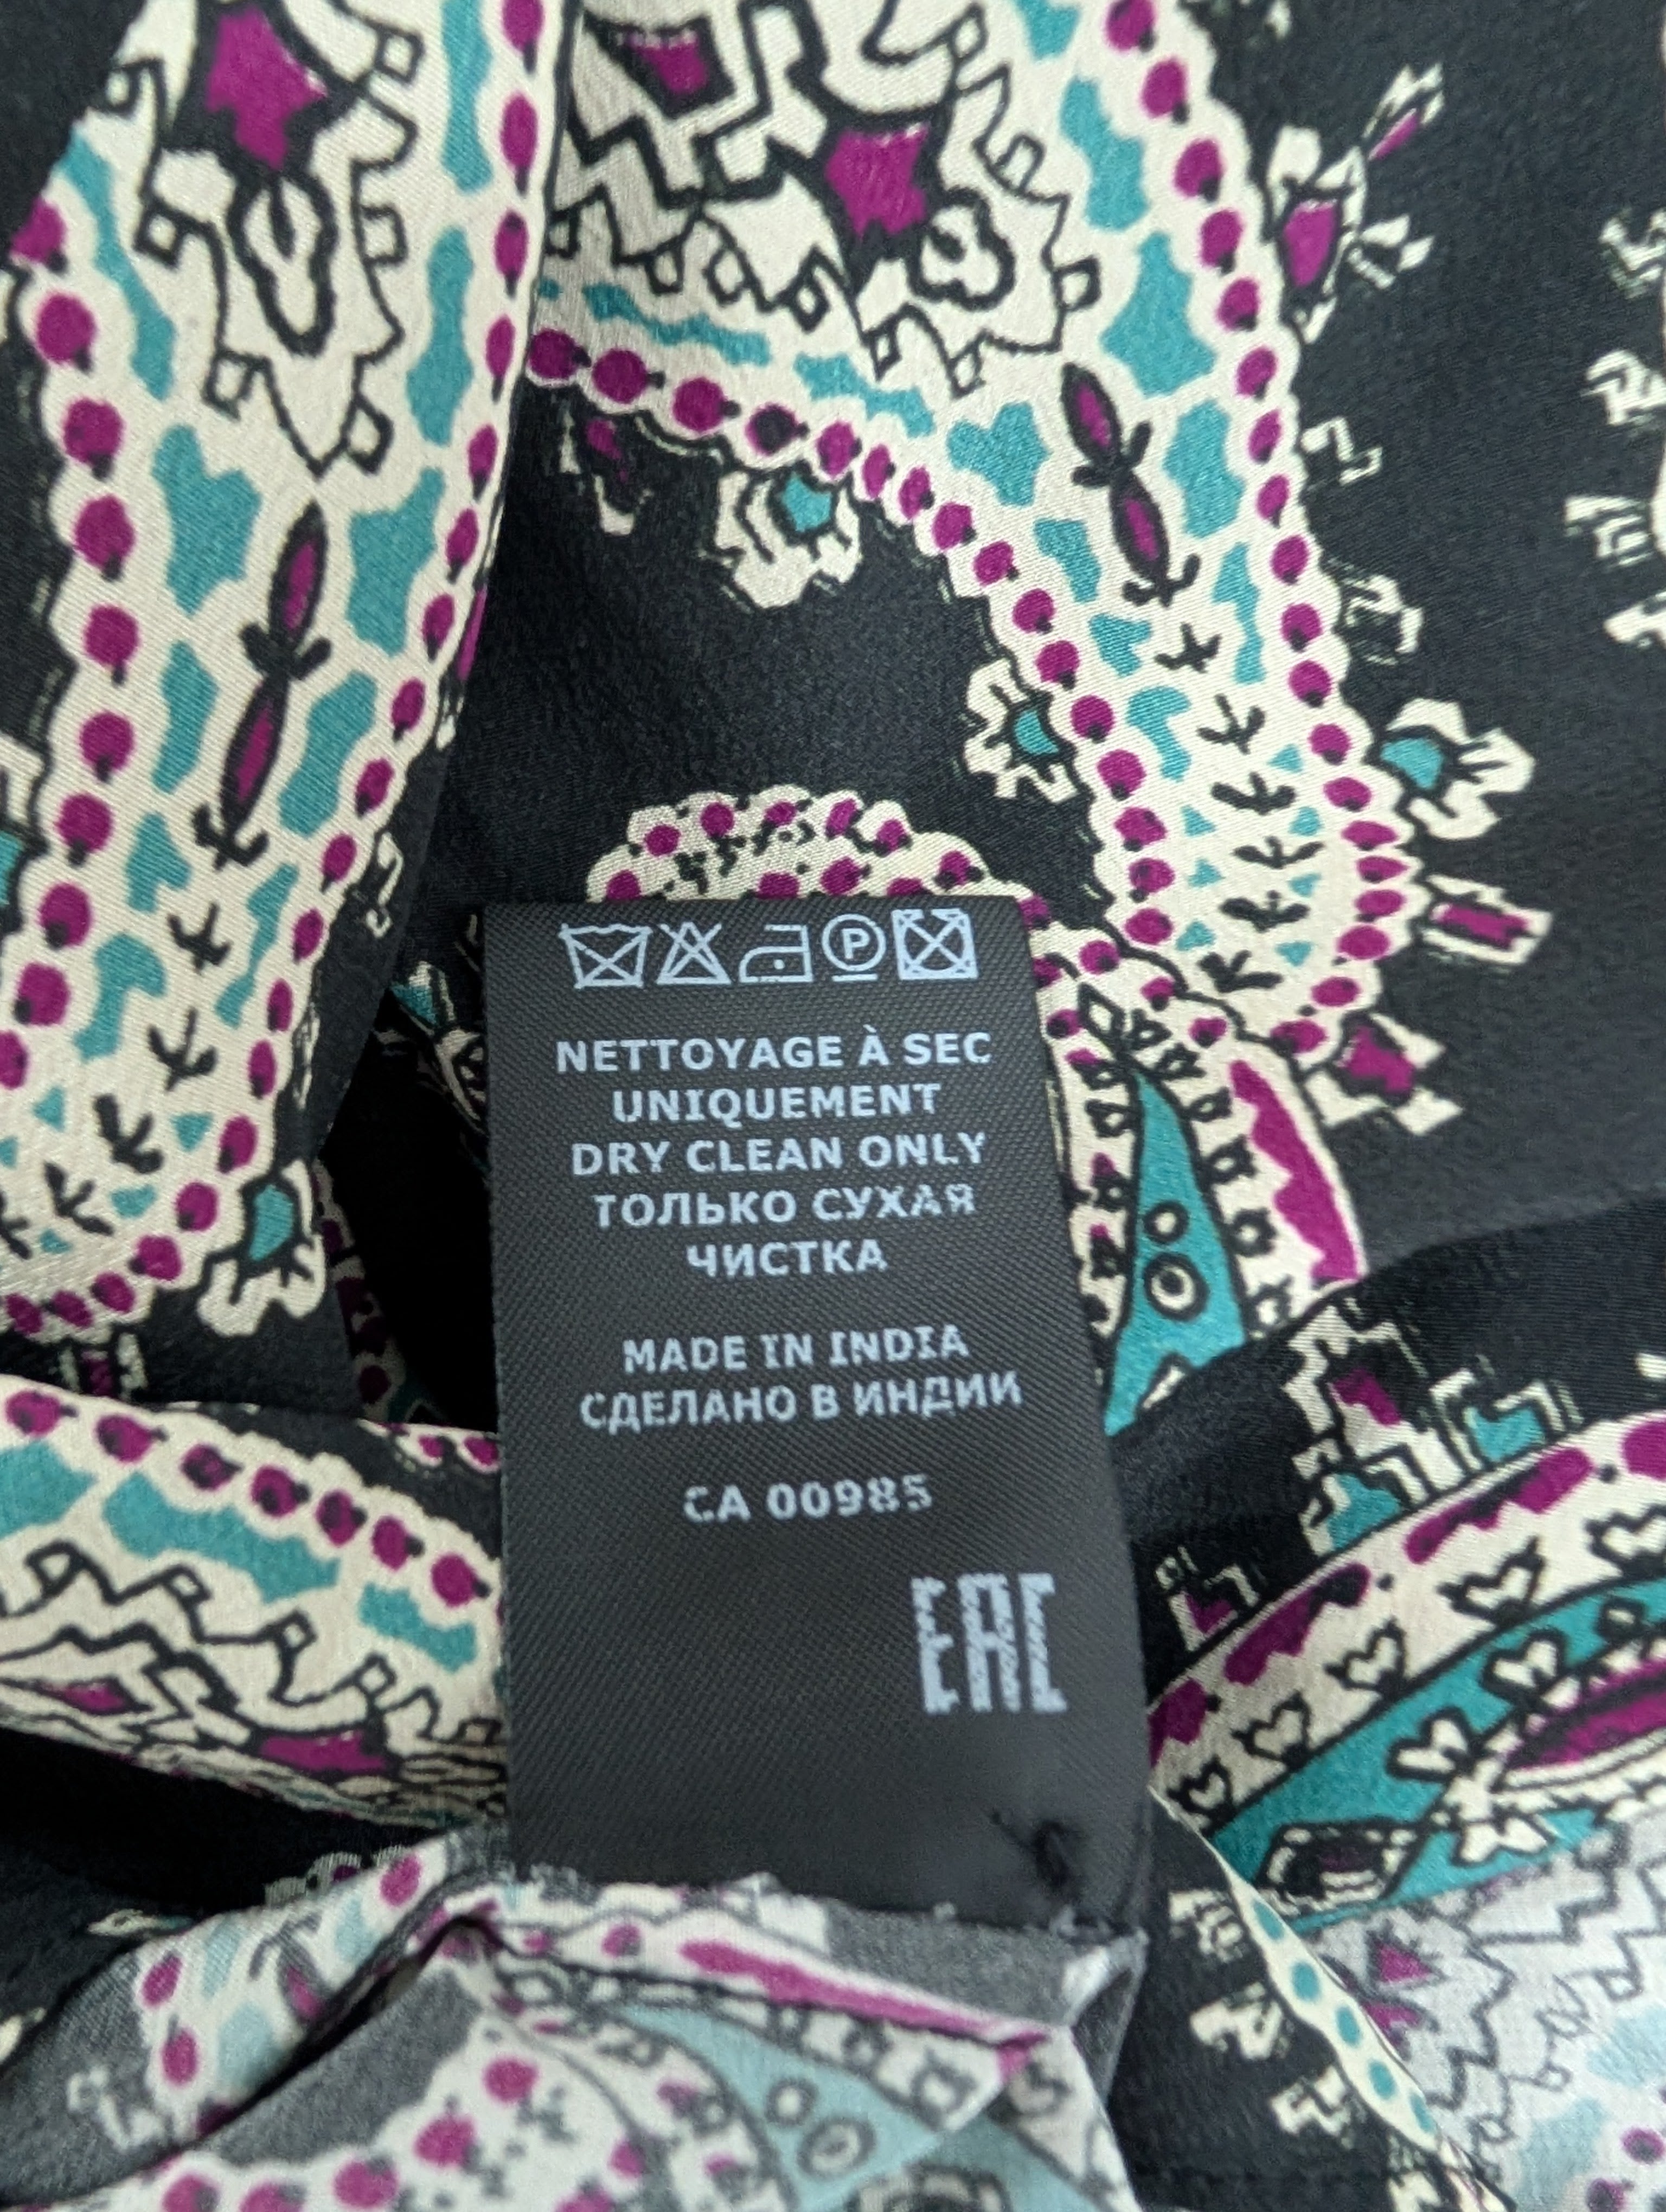 P
NETTOYAGE À SEC
UNIQUEMENT
DRY CLEAN ONLY
ТОЛЬКО СУХАЯ
ЧИСТКА
MADE IN INDIA
СДЕЛАНО В ИНДИИ
CA 00985
EAC